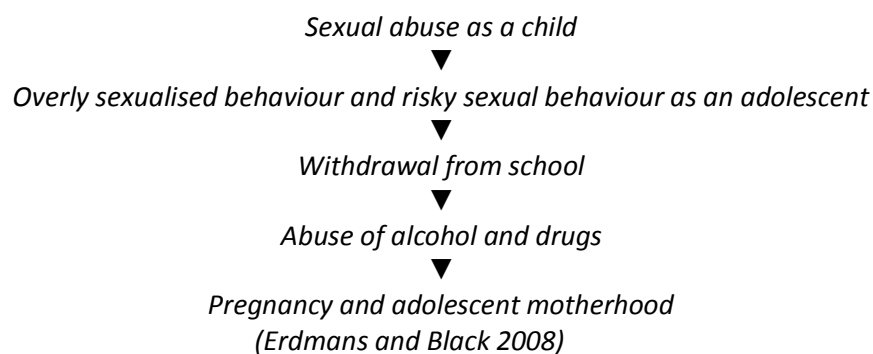 Sexual abuse as a child
Overly sexualised behaviour and risky sexual behaviour as an adolescent
Withdrawal from school
Abuse of alcohol and drugs
Pregnancy and adolescent motherhood
(Erdmans and Black 2008)